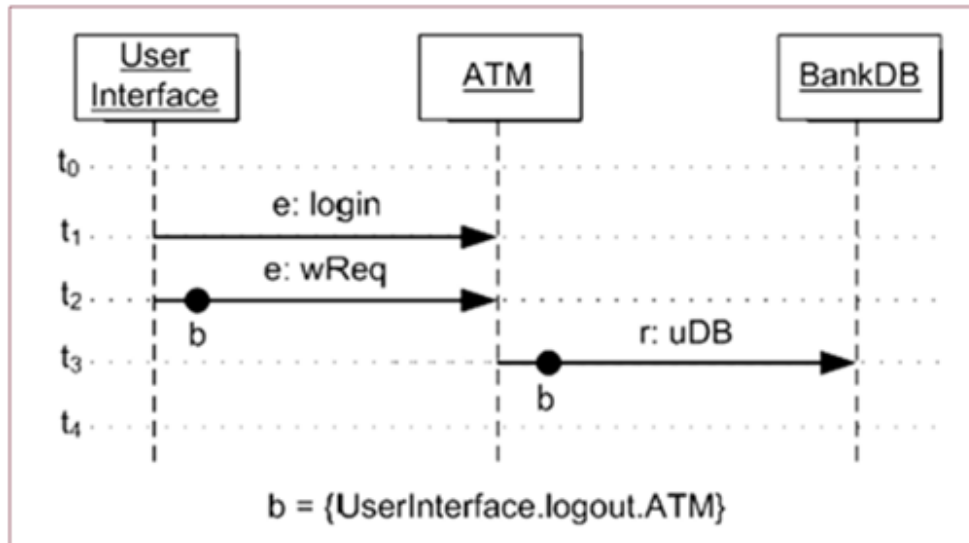 User
Interface
ATM
BankDB
t0
e: login
t1
e: wReq
t2
b
r: uDB
t3
b
t4
b = {UserInterface.logout.ATM}